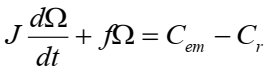 J dΩ/dt + fΩ = C_em − C_r